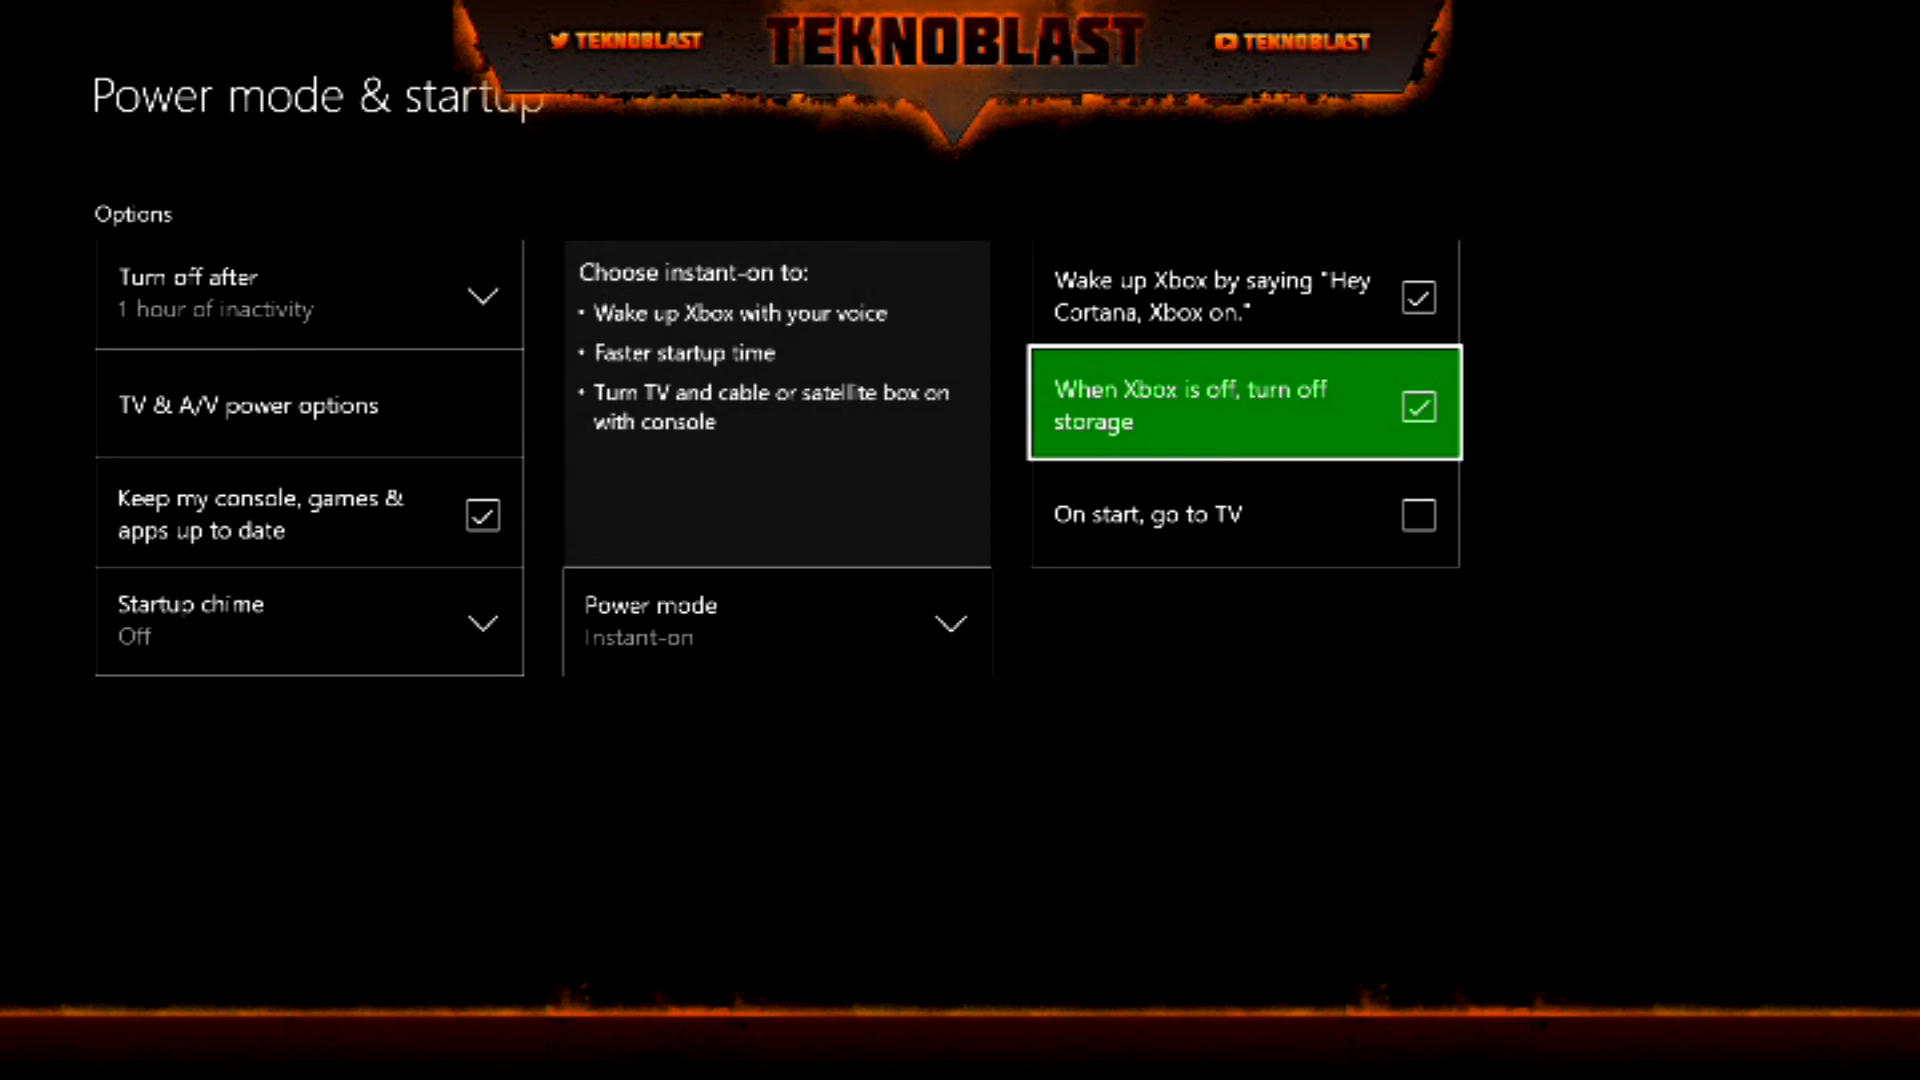 TEKNOBLAST
TEKNOBLAST
TEKNOBLAST
Power mode & startup
Options
Turn off after
1 hour of inactivity
TV & A/V power options
Keep my console, games &
apps up to date
Startup chime
Off
Choose instant-on to:
• Wake up Xbox with your voice
• Faster startup time
• Turn TV and cable or satellite box on
with console
Power mode
Instant-on
Wake up Xbox by saying "Hey
Cortana, Xbox on."
When Xbox is off, turn off
storage
On start, go to TV